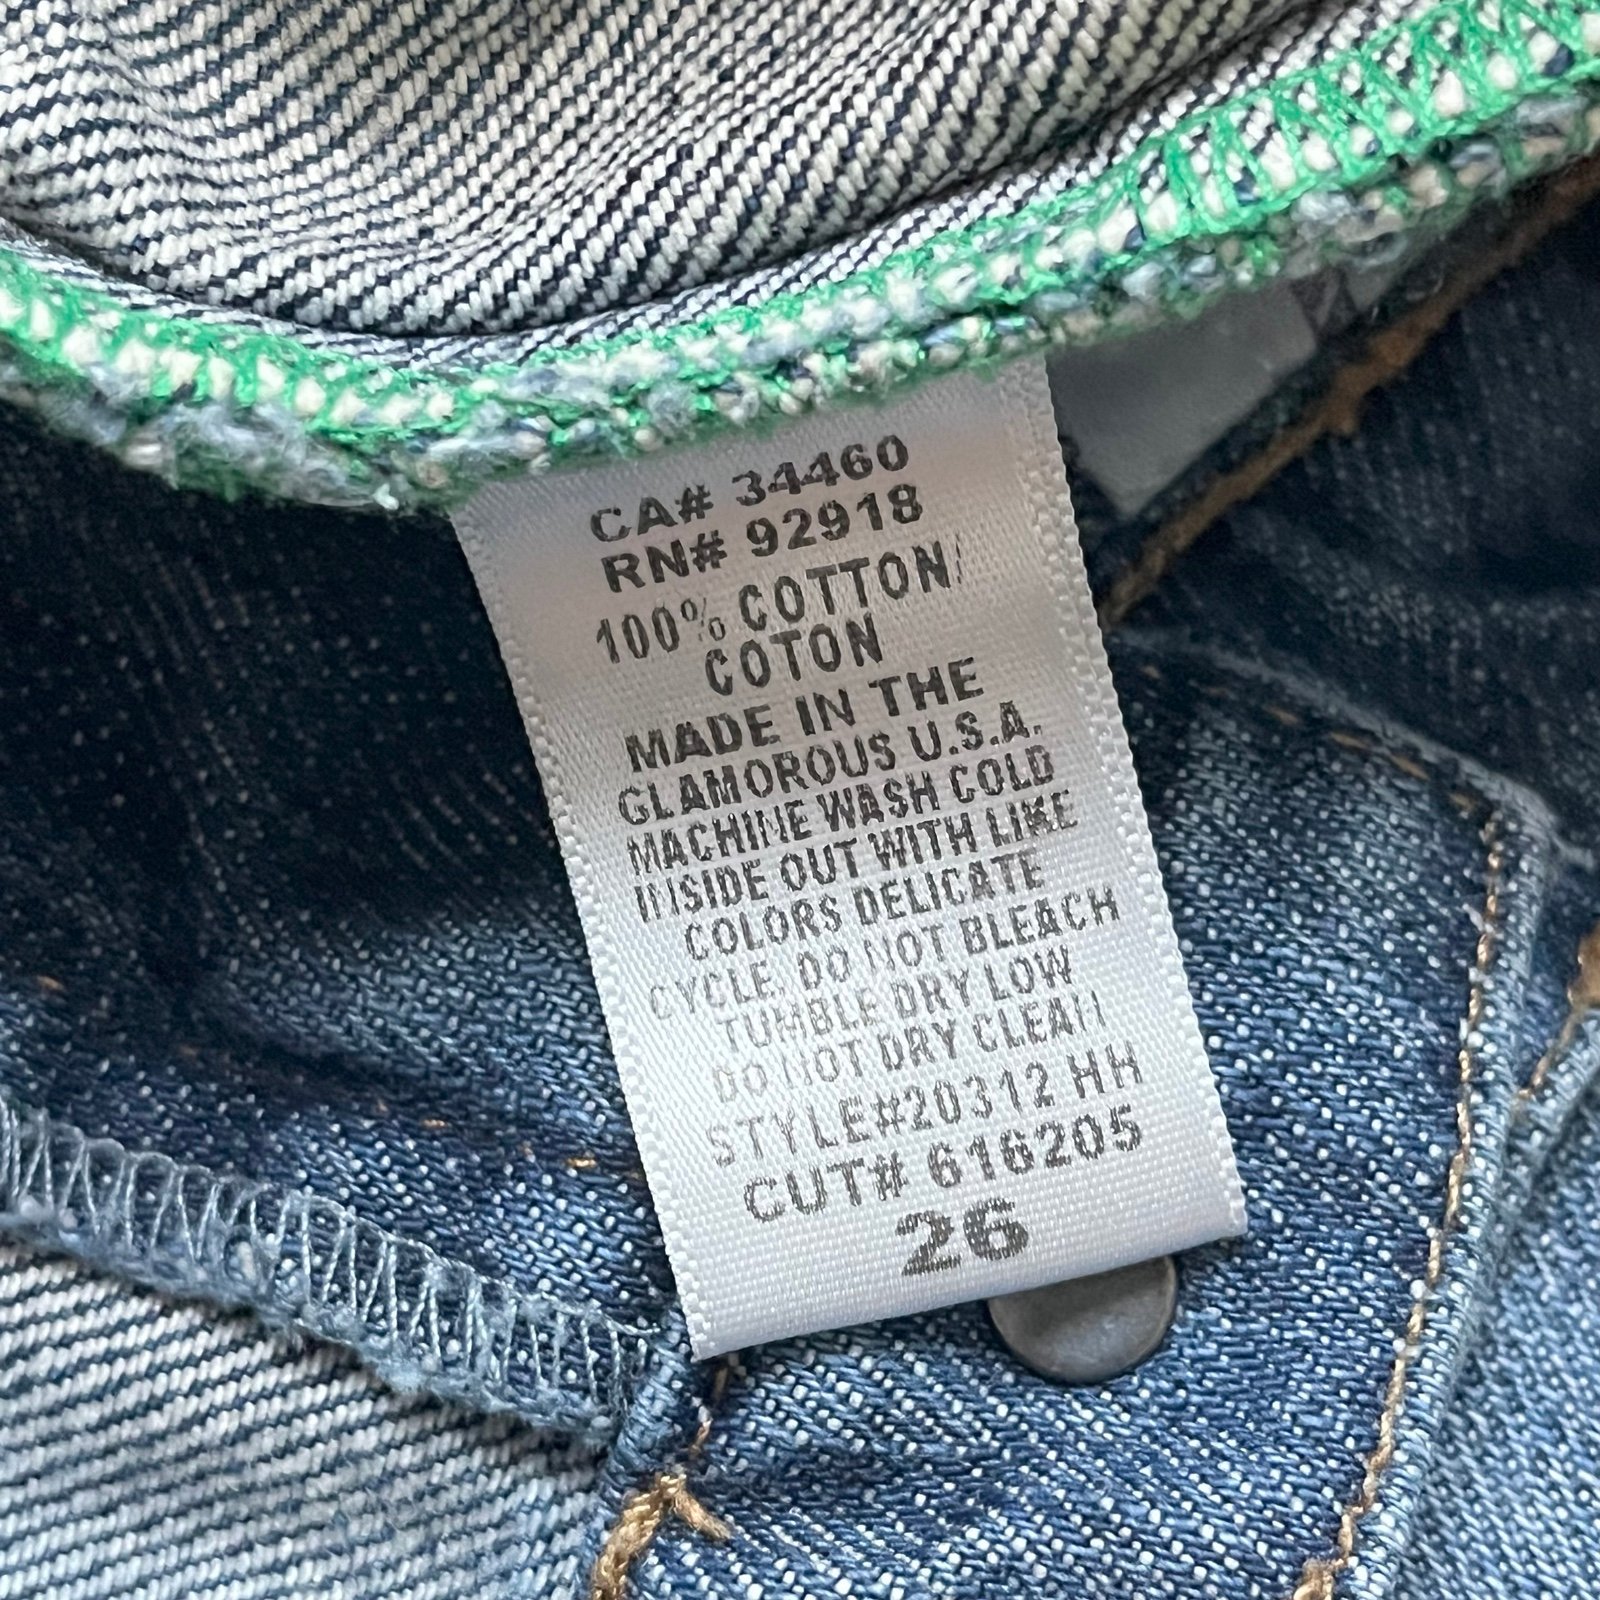 CA# 34460
RN# 92918
100% COTTON/
COTON
MADE IN THE
GLAMOROUS U.S.A.
MACHINE WASH COLD
INSIDE OUT WITH LIKE
COLORS DELICATE
CYCLE. DO NOT BLEACH
TUMBLE DRY LOW
DO NOT DRY CLEAN
STYLE#20312 HH
CUT# 616205
26